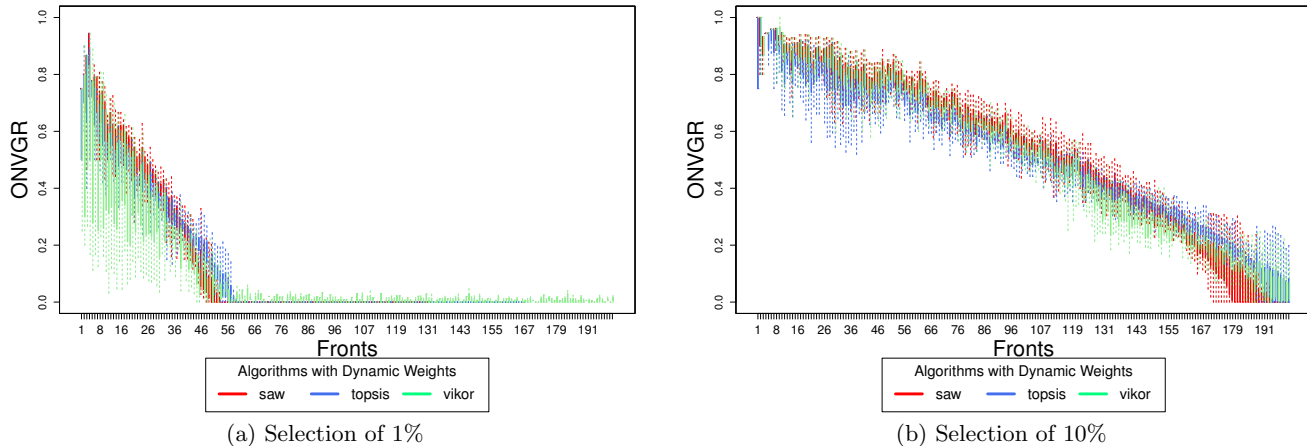 1.0
0.8
0.6
0.4
0.2
0.0
ONVGR
1 8 16 26 36 46 56 66 76 86 96 107 119 131 143 155 167 179 191
Fronts
Algorithms with Dynamic Weights
saw topsis vikor
(a) Selection of 1%
1.0
0.8
0.6
0.4
0.2
0.0
ONVGR
1 8 16 26 36 46 56 66 76 86 96 107 119 131 143 155 167 179 191
Fronts
Algorithms with Dynamic Weights
saw topsis vikor
(b) Selection of 10%